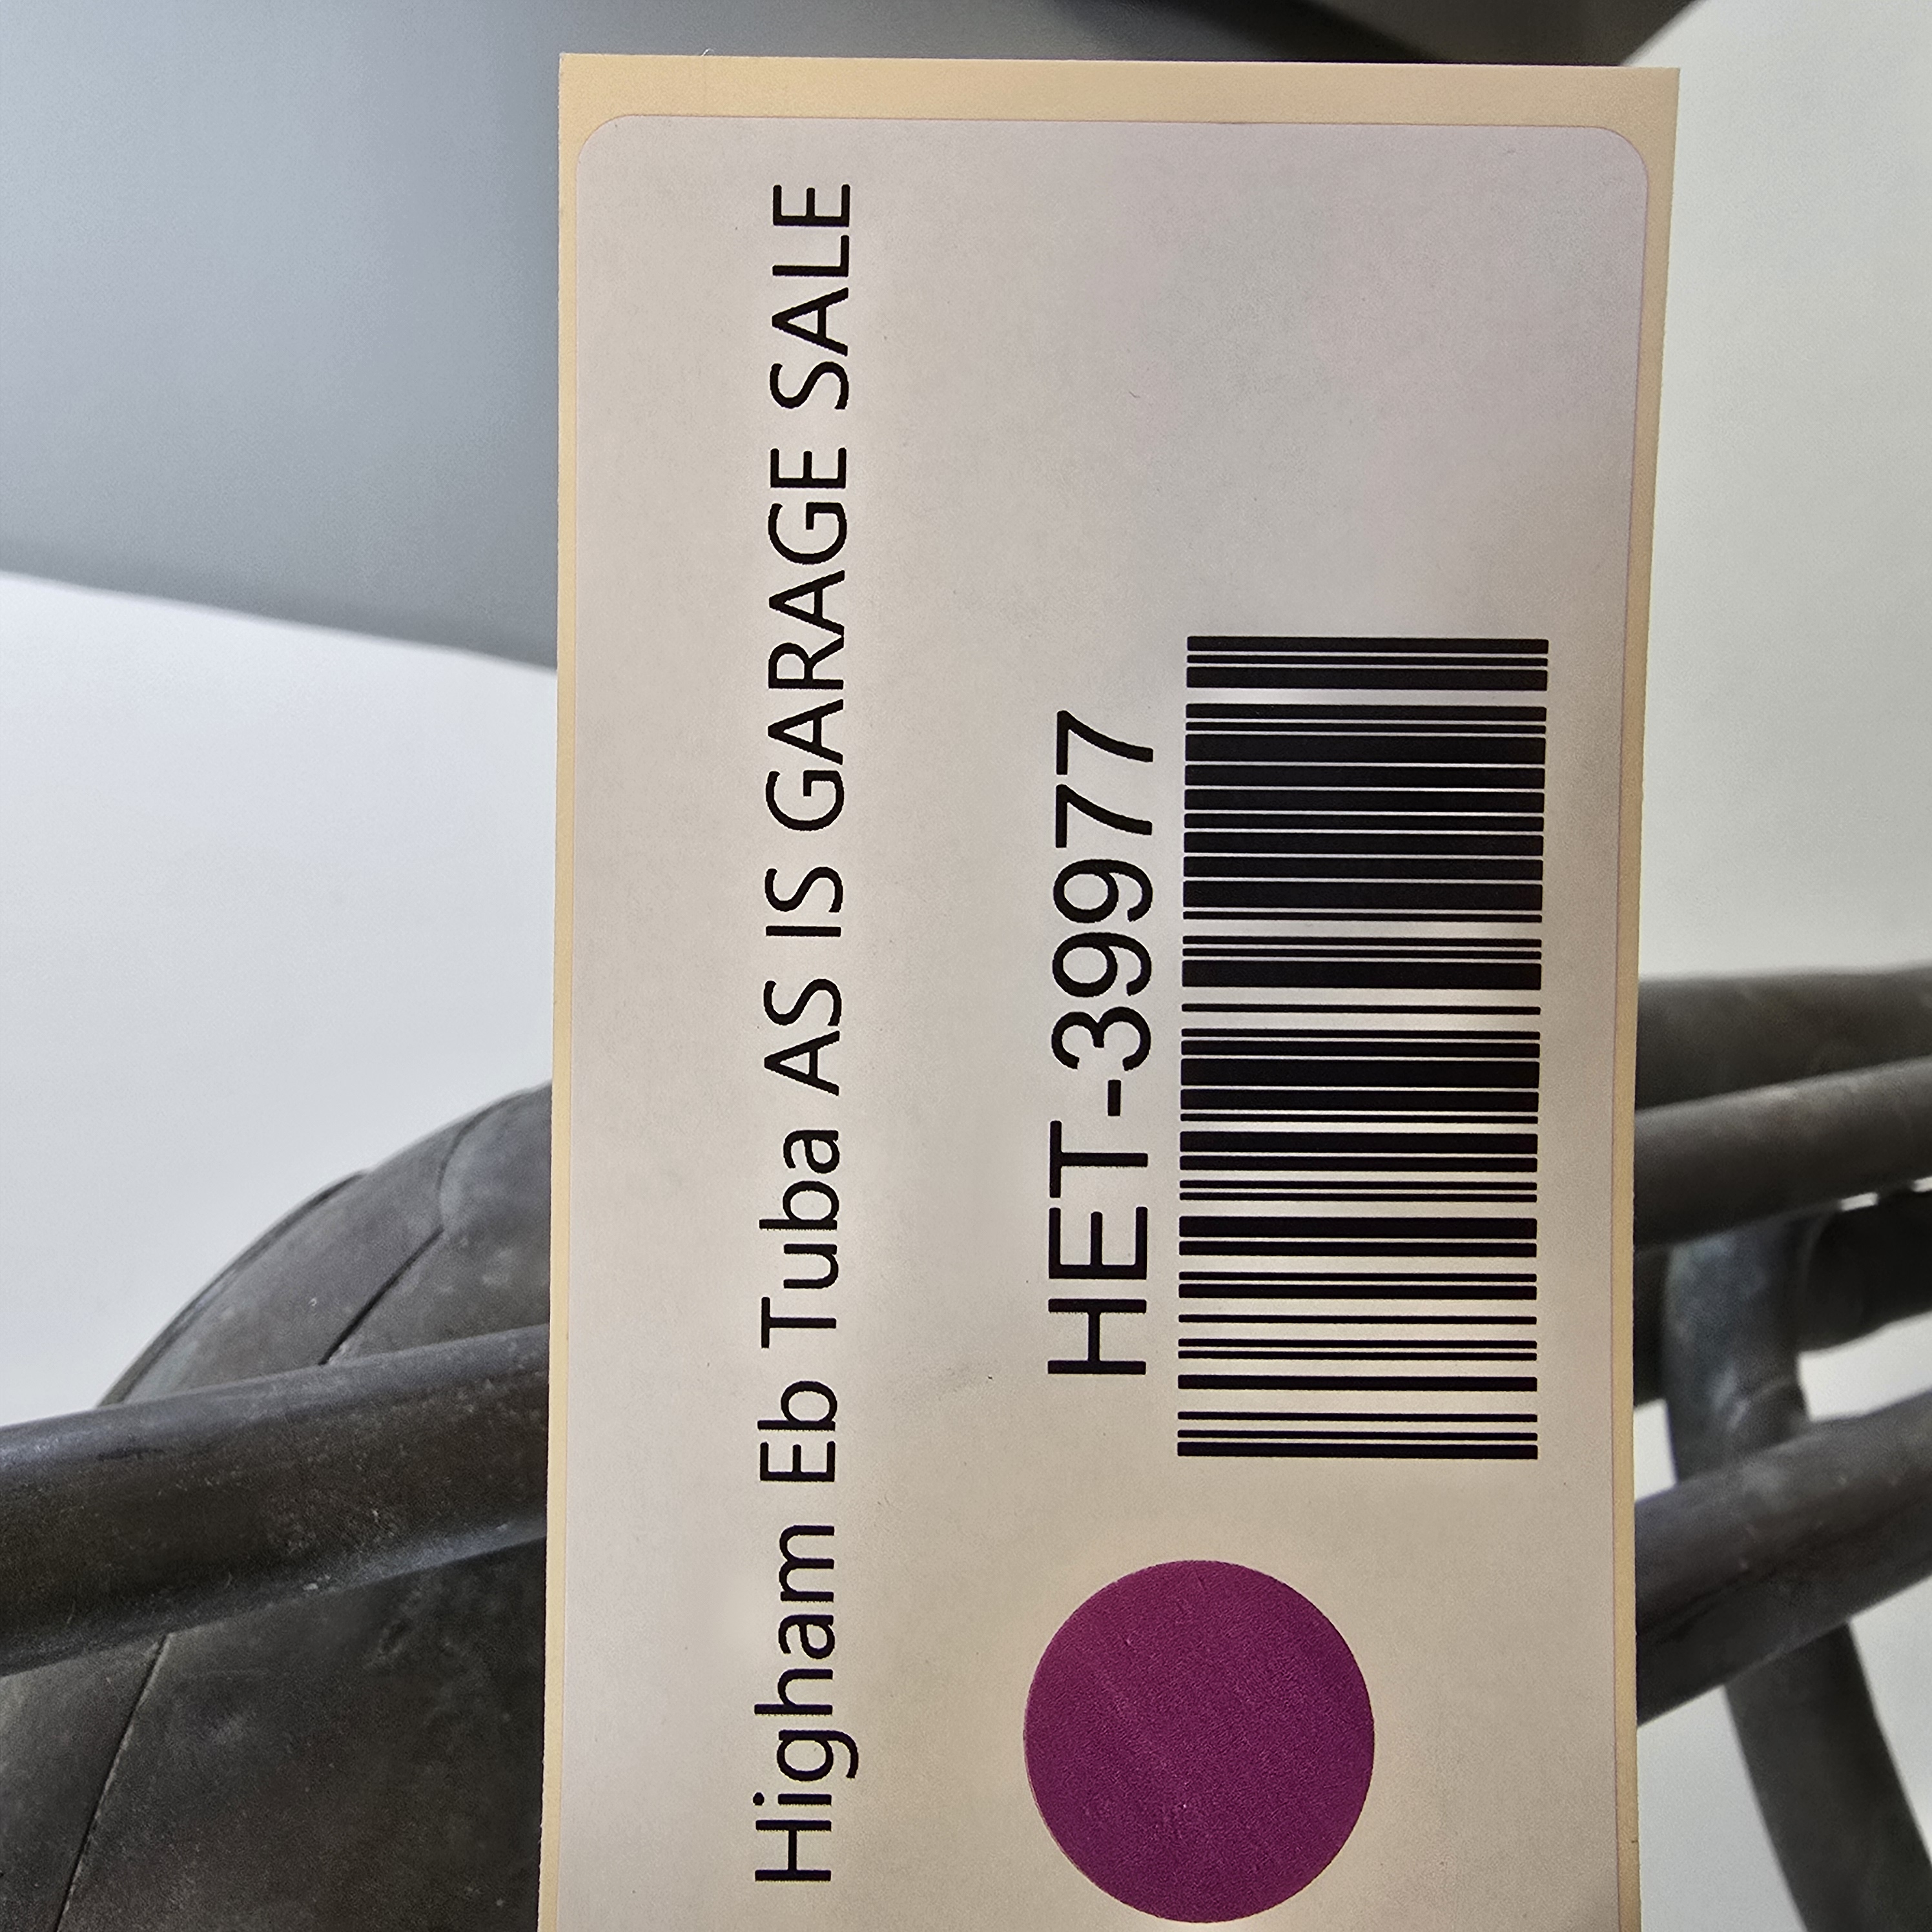 Higham Eb Tuba AS IS GARAGE SALE
HET-39977